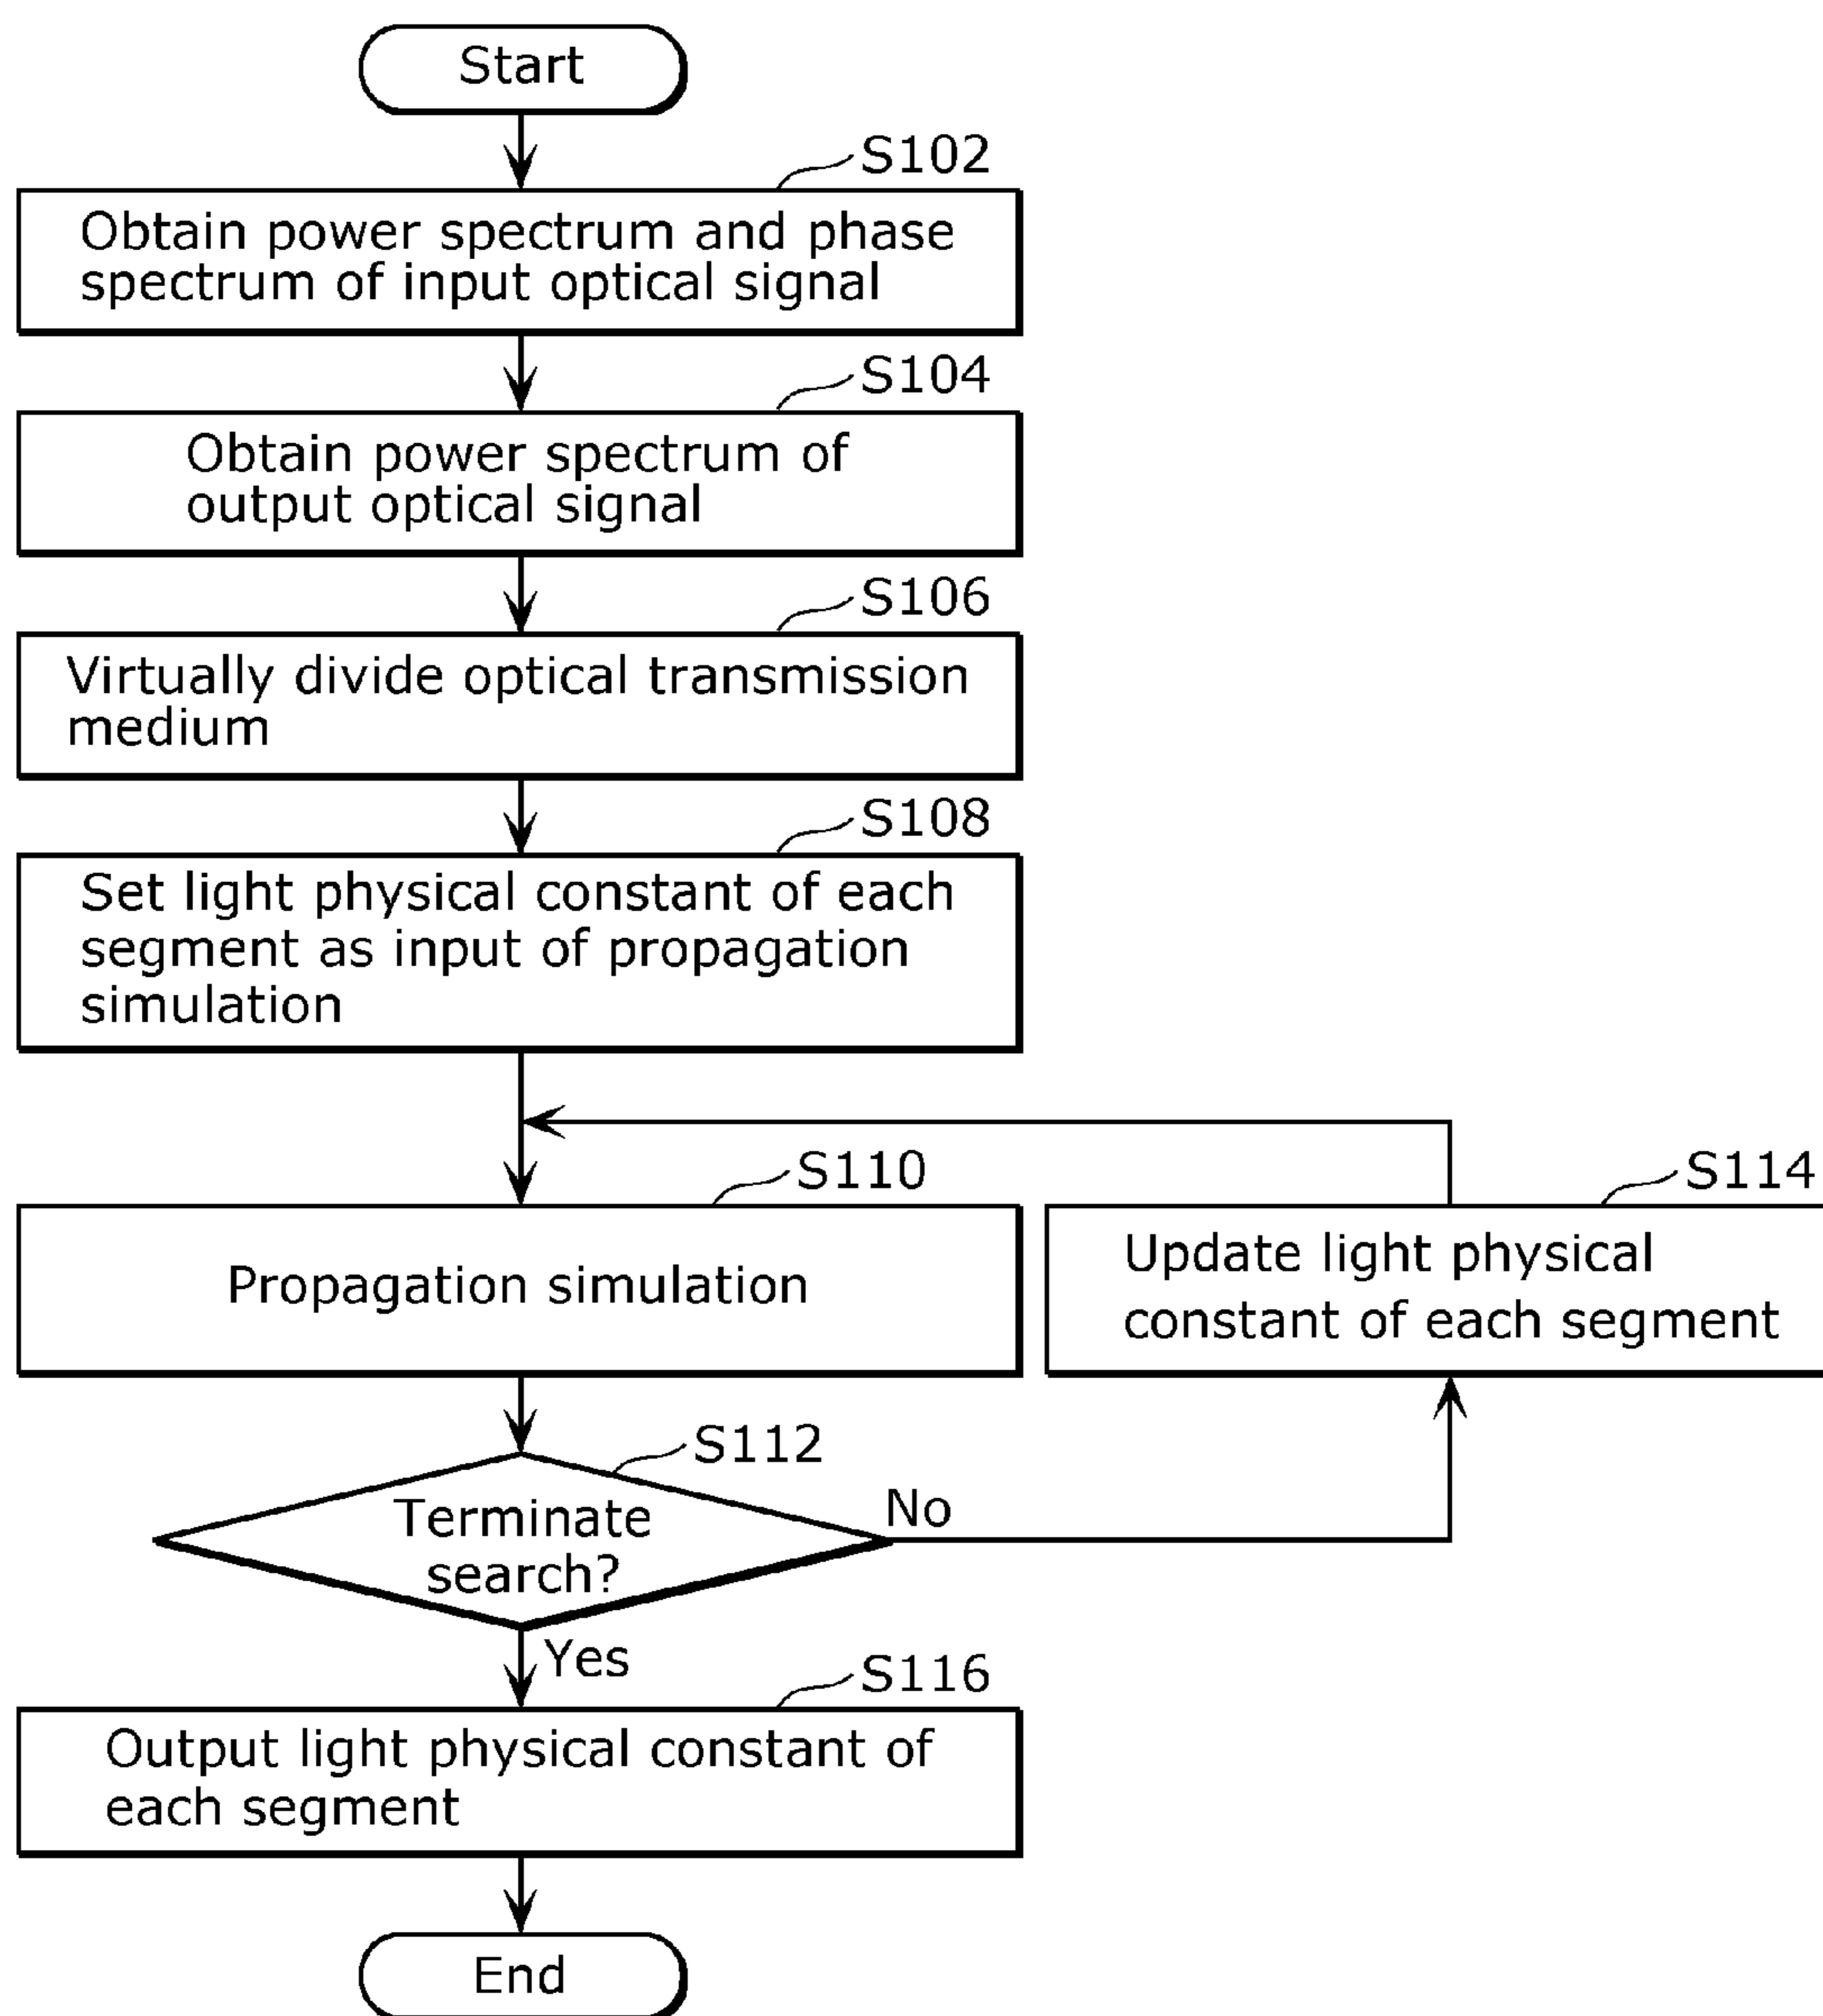 Start
S102
Obtain power spectrum and phase
spectrum of input optical signal
S104
Obtain power spectrum of
output optical signal
S106
Virtually divide optical transmission
medium
S108
Set light physical constant of each
segment as input of propagation
simulation
S110
Propagation simulation
S114
Update light physical
constant of each segment
S112
Terminate
search?
No
Yes
S116
Output light physical constant of
each segment
End